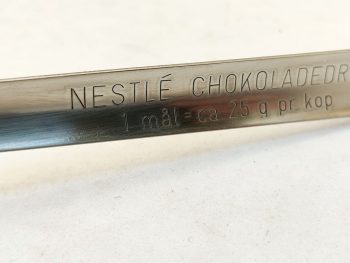 NESTLÉ CHOKOLADEDR
1 mål = ca 25 g pr. kop